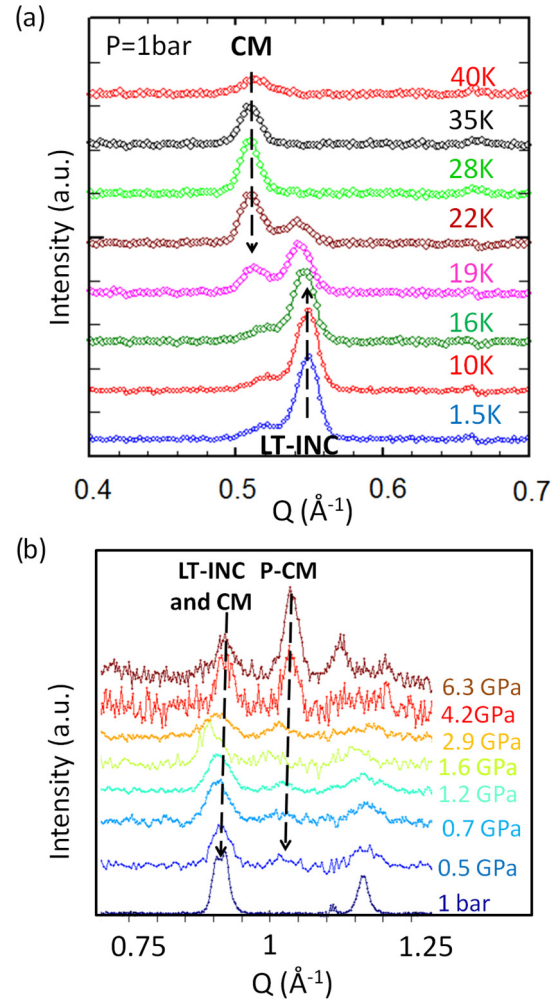 (a)
P=1bar
CM
40K
35K
28K
22K
19K
16K
10K
1.5K
LT-INC
Intensity (a.u.)
0.4
0.5
0.6
0.7
Q (Å-1)
(b)
LT-INC
and CM
P-CM
6.3 GPa
4.2GPa
2.9 GPa
1.6 GPa
1.2 GPa
0.7 GPa
0.5 GPa
1 bar
Intensity (a.u.)
0.75
1
1.25
Q (Å-1)